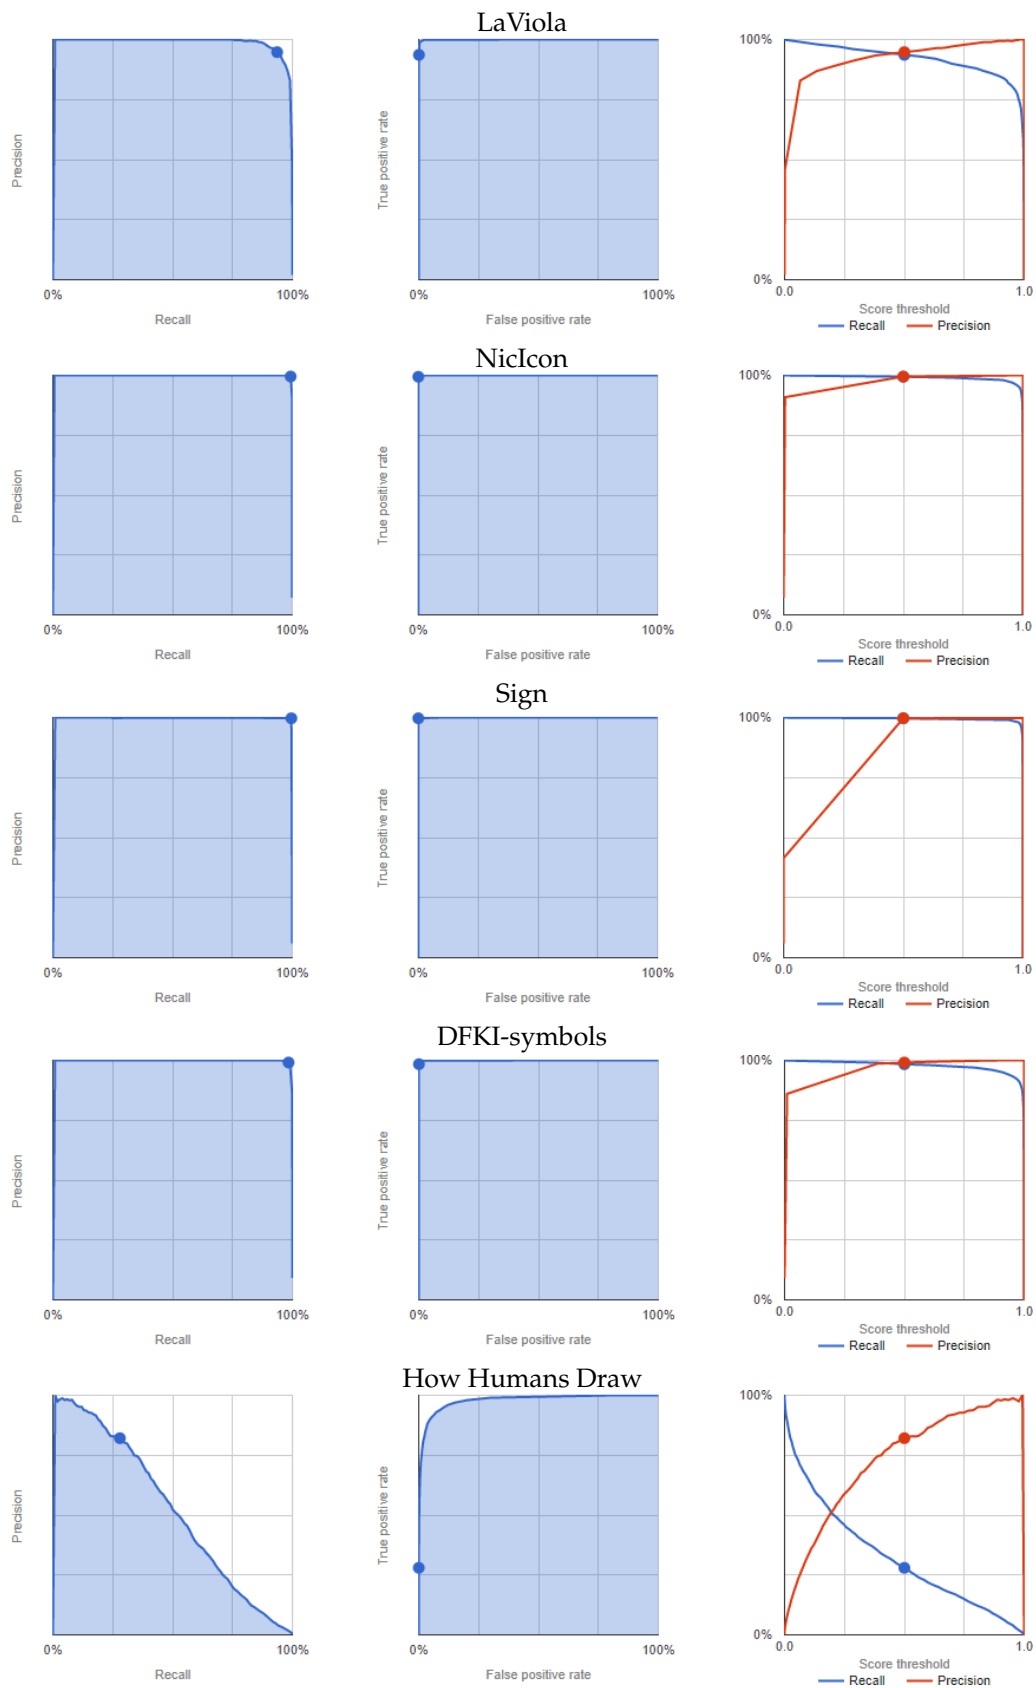 LaViola
Precision
0%
100%
Recall
True positive rate
0%
100%
False positive rate
100%
0%
0.0
1.0
Score threshold
Recall
Precision
NicIcon
Precision
0%
100%
Recall
True positive rate
0%
100%
False positive rate
100%
0%
0.0
1.0
Score threshold
Recall
Precision
Sign
Precision
0%
100%
Recall
True positive rate
0%
100%
False positive rate
100%
0%
0.0
1.0
Score threshold
Recall
Precision
DFKI-symbols
Precision
0%
100%
Recall
True positive rate
0%
100%
False positive rate
100%
0%
0.0
1.0
Score threshold
Recall
Precision
How Humans Draw
Precision
0%
100%
Recall
True positive rate
0%
100%
False positive rate
100%
0%
0.0
1.0
Score threshold
Recall
Precision